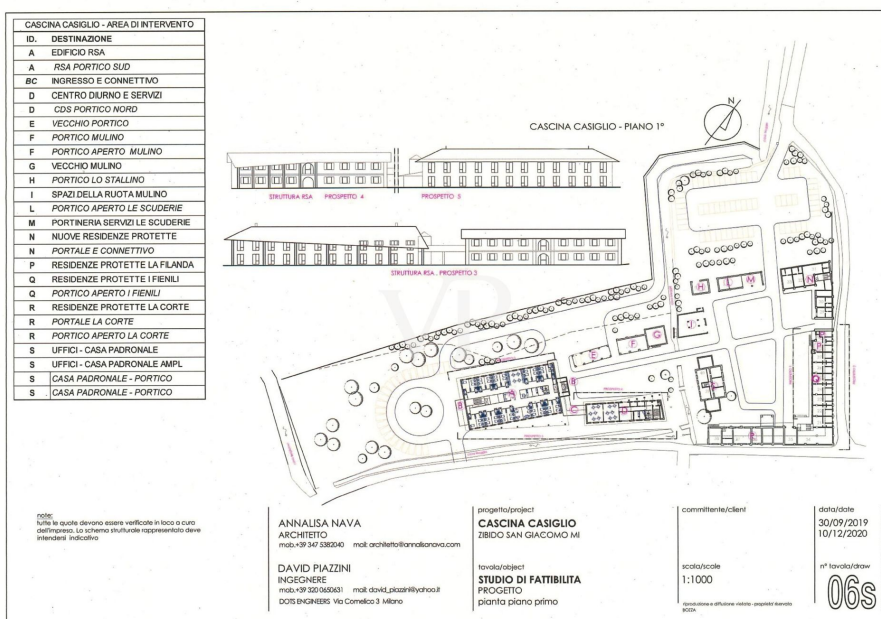 CASCINA CASIGLIO - AREA DI INTERVENTO
ID. DESTINAZIONE
A EDIFICIO RSA
A RSA PORTICO SUD
BC INGRESSO E CONNETTIVO
D CENTRO DIURNO E SERVIZI
D CDS PORTICO NORD
E VECCHIO PORTICO
F PORTICO MULINO
F PORTICO APERTO MULINO
G VECCHIO MULINO
H PORTICO LO STALLINO
I SPAZI DELLA RUOTA MULINO
L PORTICO APERTO LE SCUDERIE
M PORTINERIA SERVIZI LE SCUDERIE
N NUOVE RESIDENZE PROTETTE
N PORTALE E CONNETTIVO
P RESIDENZE PROTETTE LA FILANDA
Q RESIDENZE PROTETTE I FIENILI
Q PORTICO APERTO I FIENILI
R RESIDENZE PROTETTE LA CORTE
R PORTALE LA CORTE
R PORTICO APERTO LA CORTE
S UFFICI - CASA PADRONALE
S UFFICI - CASA PADRONALE AMPL
S CASA PADRONALE - PORTICO
S CASA PADRONALE - PORTICO
CASCINA CASIGLIO - PIANO 1°
N
STRUTTURA RSA PROSPETTO 4
PROSPETTO 5
STRUTTURA RSA . PROSPETTO 3
VP
H L M
N
I
G
F
E
P
Q
A
B
B
C
D
note:
tutte le quote devono essere verificate in loco a cura
dell'impresa. Lo schema strutturale rappresentato deve
intendersi indicativo
ANNALISA NAVA
ARCHITETTO
mob.+39 347 5382040 mail: architetto@annalisanava.com
DAVID PIAZZINI
INGEGNERE
mob.+39 320 0650631 mail: david_piazzini@yahoo.it
DOTS ENGINEERS Via Comelico 3 Milano
progetto/project
CASCINA CASIGLIO
ZIBIDO SAN GIACOMO MI
tavola/object
STUDIO DI FATTIBILITA
PROGETTO
pianta piano primo
committente/client
scala/scale
1:1000
riproduzione e diffusione vietata - proprietà riservata
BOZZA
data/date
30/09/2019
10/12/2020
n° tavola/draw
06s